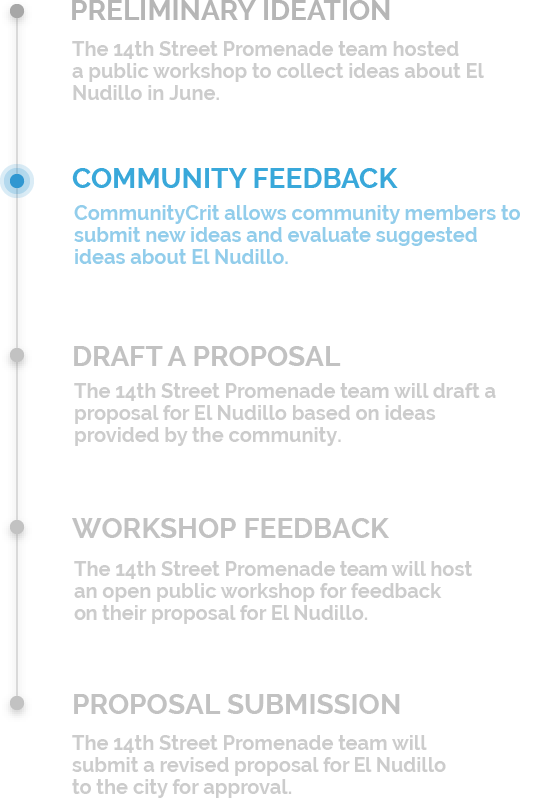 PRELIMINARY IDEATION
The 14th Street Promenade team hosted
a public workshop to collect ideas about El
Nudillo in June.
COMMUNITY FEEDBACK
CommunityCrit allows community members to
submit new ideas and evaluate suggested
ideas about El Nudillo.
DRAFT A PROPOSAL
The 14th Street Promenade team will draft a
proposal for El Nudillo based on ideas
provided by the community.
WORKSHOP FEEDBACK
The 14th Street Promenade team will host
an open public workshop for feedback
on their proposal for El Nudillo.
PROPOSAL SUBMISSION
The 14th Street Promenade team will
submit a revised proposal for El Nudillo
to the city for approval.